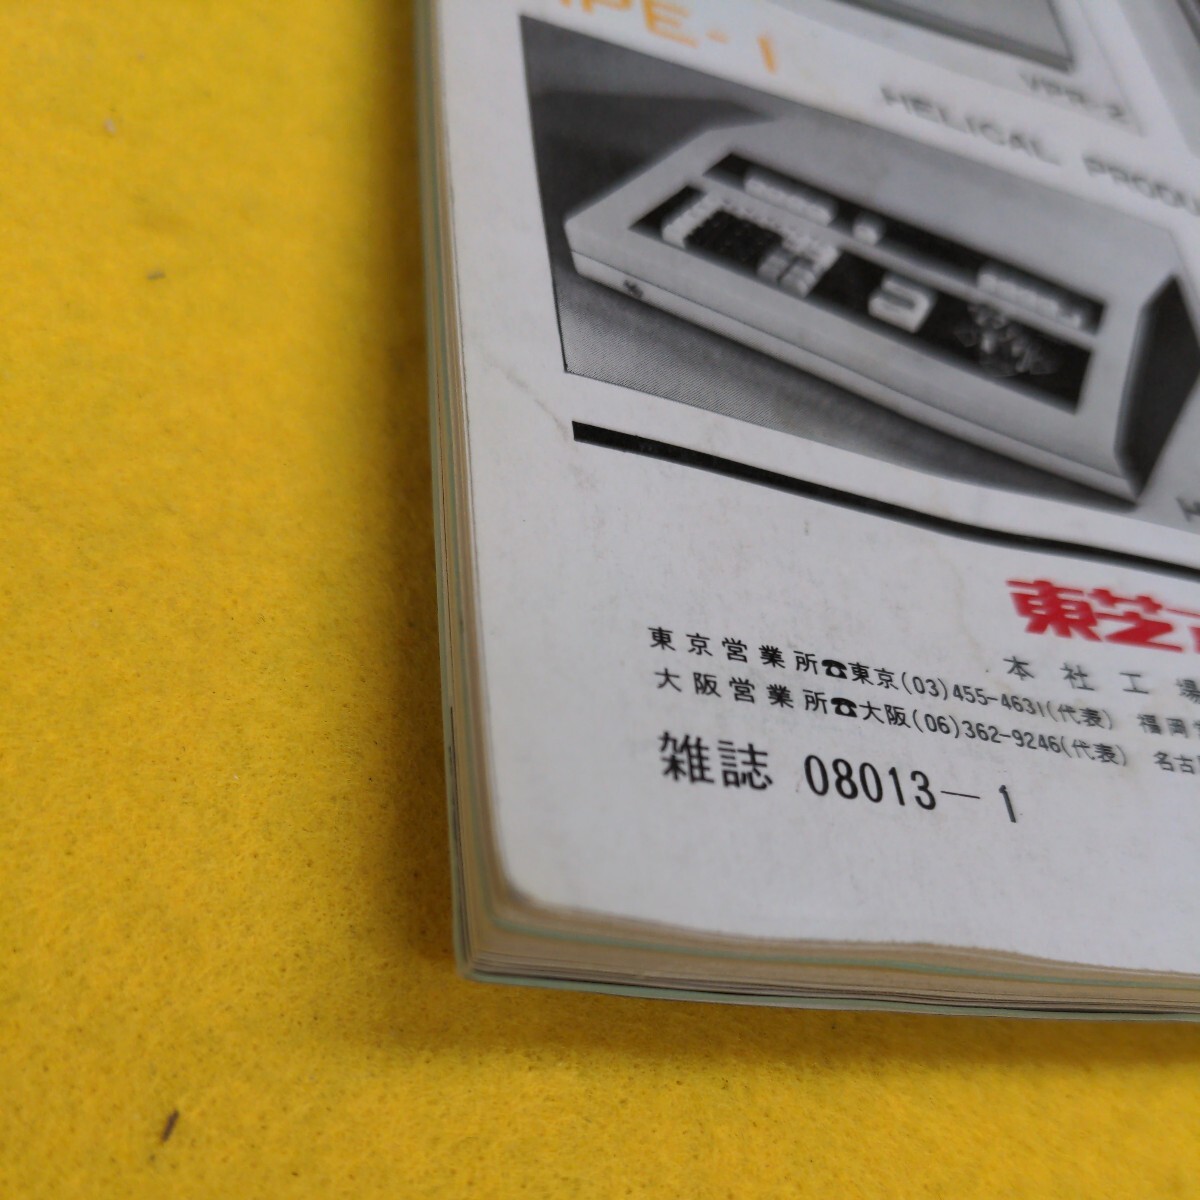 PE-1
VPR-2
HELICAL PRODU
東芝
本社工場
東京営業所☎東京(03)455-4631(代表) 福岡
大阪営業所☎大阪(06)362-9246(代表) 名古
雑誌 08013-1